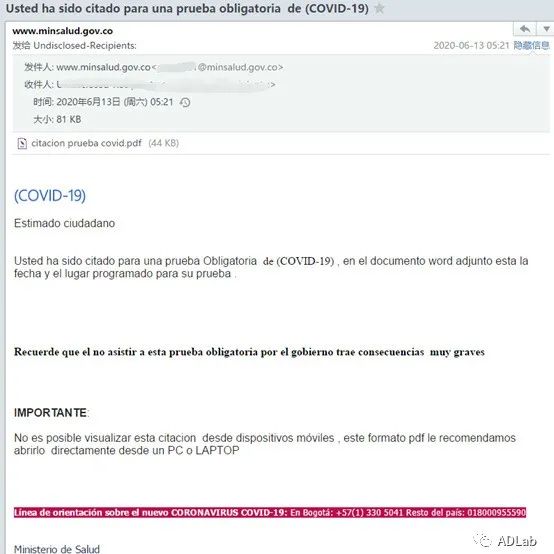 Usted ha sido citado para una prueba obligatoria de (COVID-19)
www.minsalud.gov.co
发给 Undisclosed-Recipients:
2020-06-13 05:21 隐藏信息
发件人: www.minsalud.gov.co< @minsalud.gov.co>
收件人:
时间: 2020年6月13日 (周六) 05:21
大小: 81 KB
citacion prueba covid.pdf (44 KB)
(COVID-19)
Estimado ciudadano
Usted ha sido citado para una prueba Obligatoria de (COVID-19) , en el documento word adjunto esta la
fecha y el lugar programado para su prueba .
Recuerde que el no asistir a esta prueba obligatoria por el gobierno trae consecuencias muy graves
IMPORTANTE:
No es posible visualizar esta citacion desde dispositivos móviles , este formato pdf le recomendamos
abrirlo directamente desde un PC o LAPTOP
Línea de orientación sobre el nuevo CORONAVIRUS COVID-19: En Bogotá: +57(1) 330 5041 Resto del país: 018000955590
Ministerio de Salud
ADLab